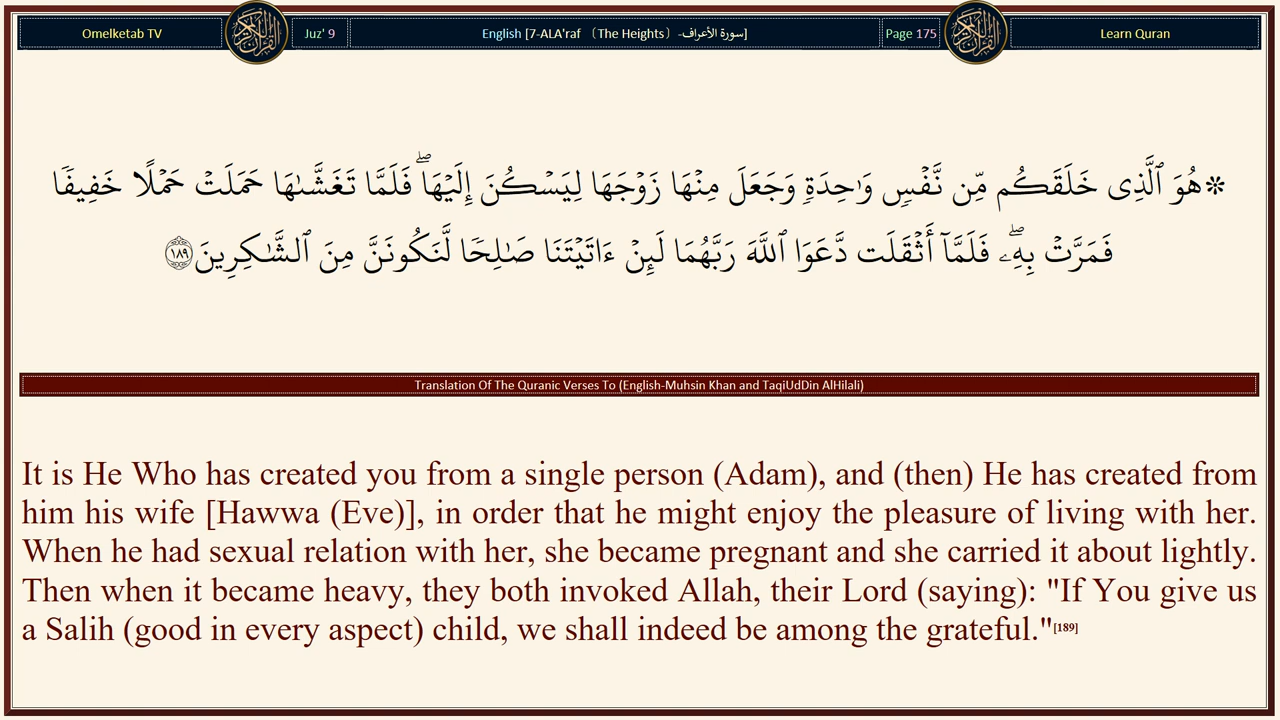 Omelketab TV
Juz' 9
English [7-ALA'raf （The Heights）-سورة الأعراف]
Page 175
Learn Quran
۞هُوَ ٱلَّذِى خَلَقَكُم مِّن نَّفْسٍ وَٰحِدَةٍ وَجَعَلَ مِنْهَا زَوْجَهَا لِيَسْكُنَ إِلَيْهَا ۖ فَلَمَّا تَغَشَّىٰهَا حَمَلَتْ حَمْلًا خَفِيفًا
فَمَرَّتْ بِهِۦ ۖ فَلَمَّآ أَثْقَلَت دَّعَوَا ٱللَّهَ رَبَّهُمَا لَئِنْ ءَاتَيْتَنَا صَٰلِحًا لَّنَكُونَنَّ مِنَ ٱلشَّٰكِرِينَ ١٨٩
Translation Of The Quranic Verses To (English-Muhsin Khan and TaqiUdDin AlHilali)
It is He Who has created you from a single person (Adam), and (then) He has created from
him his wife [Hawwa (Eve)], in order that he might enjoy the pleasure of living with her.
When he had sexual relation with her, she became pregnant and she carried it about lightly.
Then when it became heavy, they both invoked Allah, their Lord (saying): "If You give us
a Salih (good in every aspect) child, we shall indeed be among the grateful."[189]